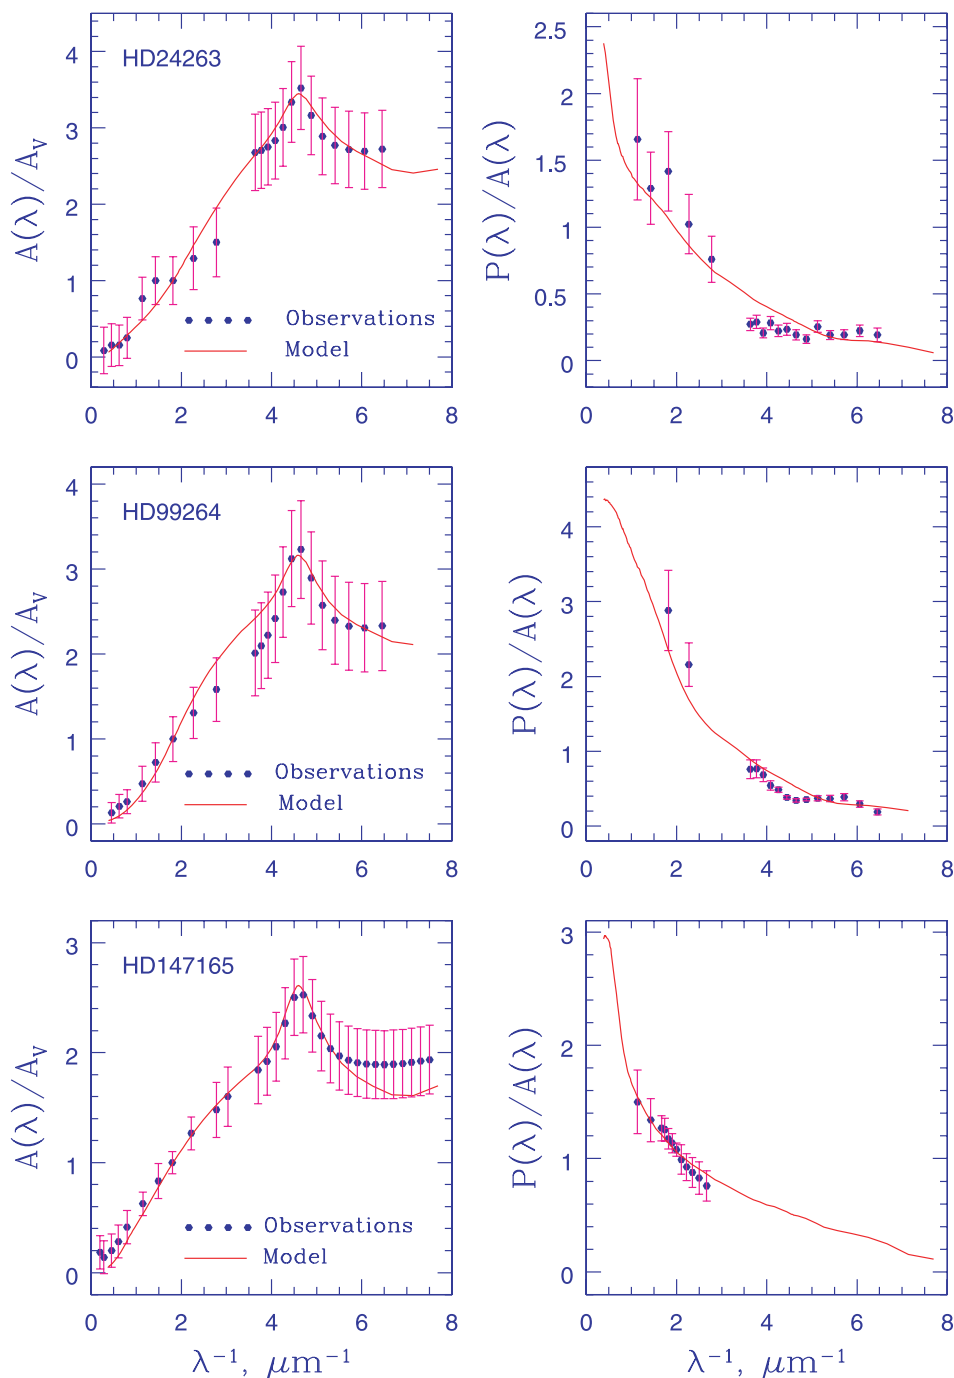 HD24263
A(λ)/A_V
4
3
2
1
0
Observations
Model
0 2 4 6 8
P(λ)/A(λ)
2.5
2
1.5
1
0.5
0
0 2 4 6 8
HD99264
A(λ)/A_V
4
3
2
1
0
Observations
Model
0 2 4 6 8
P(λ)/A(λ)
4
3
2
1
0
0 2 4 6 8
HD147165
A(λ)/A_V
3
2
1
0
Observations
Model
0 2 4 6 8
λ⁻¹, μm⁻¹
P(λ)/A(λ)
3
2
1
0
0 2 4 6 8
λ⁻¹, μm⁻¹